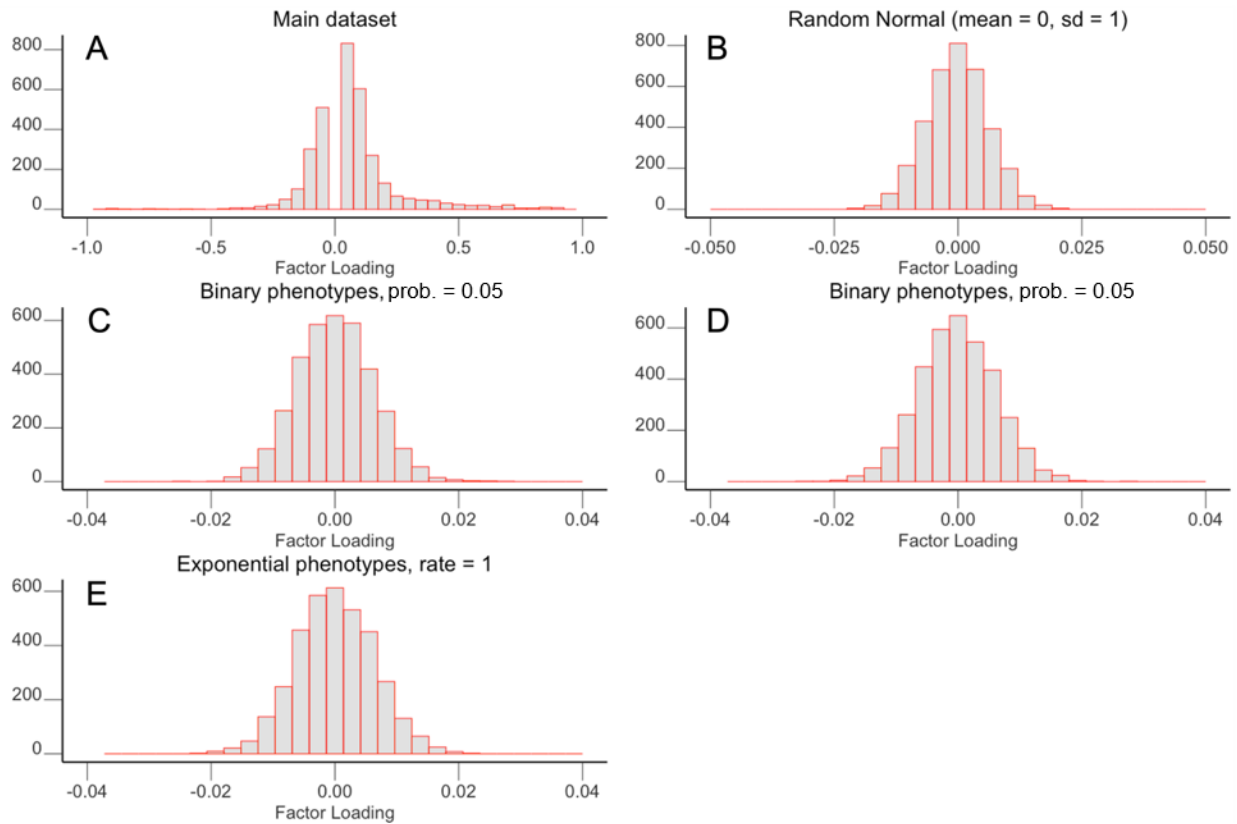 Main dataset
A
800
600
400
200
0
-1.0 -0.5 0.0 0.5 1.0
Factor Loading
Random Normal (mean = 0, sd = 1)
B
800
600
400
200
0
-0.050 -0.025 0.000 0.025 0.050
Factor Loading
Binary phenotypes, prob. = 0.05
C
600
400
200
0
-0.04 -0.02 0.00 0.02 0.04
Factor Loading
Binary phenotypes, prob. = 0.05
D
600
400
200
0
-0.04 -0.02 0.00 0.02 0.04
Factor Loading
Exponential phenotypes, rate = 1
E
600
400
200
0
-0.04 -0.02 0.00 0.02 0.04
Factor Loading